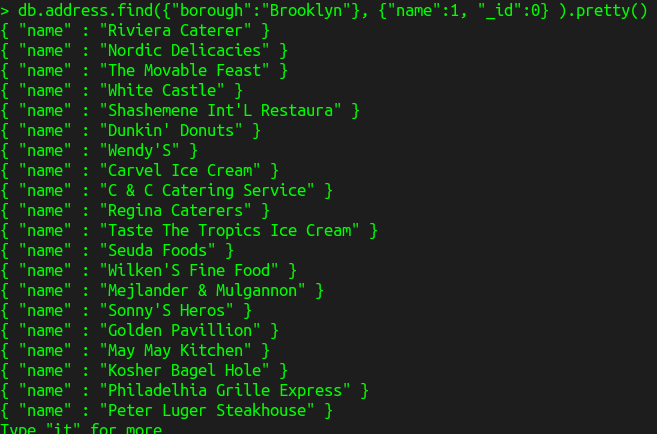 > db.address.find({"borough":"Brooklyn"}, {"name":1, "_id":0} ).pretty()
{ "name" : "Riviera Caterer" }
{ "name" : "Nordic Delicacies" }
{ "name" : "The Movable Feast" }
{ "name" : "White Castle" }
{ "name" : "Shashemene Int'L Restaura" }
{ "name" : "Dunkin' Donuts" }
{ "name" : "Wendy'S" }
{ "name" : "Carvel Ice Cream" }
{ "name" : "C & C Catering Service" }
{ "name" : "Regina Caterers" }
{ "name" : "Taste The Tropics Ice Cream" }
{ "name" : "Seuda Foods" }
{ "name" : "Wilken'S Fine Food" }
{ "name" : "Mejlander & Mulgannon" }
{ "name" : "Sonny'S Heros" }
{ "name" : "Golden Pavillion" }
{ "name" : "May May Kitchen" }
{ "name" : "Kosher Bagel Hole" }
{ "name" : "Philadelhia Grille Express" }
{ "name" : "Peter Luger Steakhouse" }
Type "it" for more